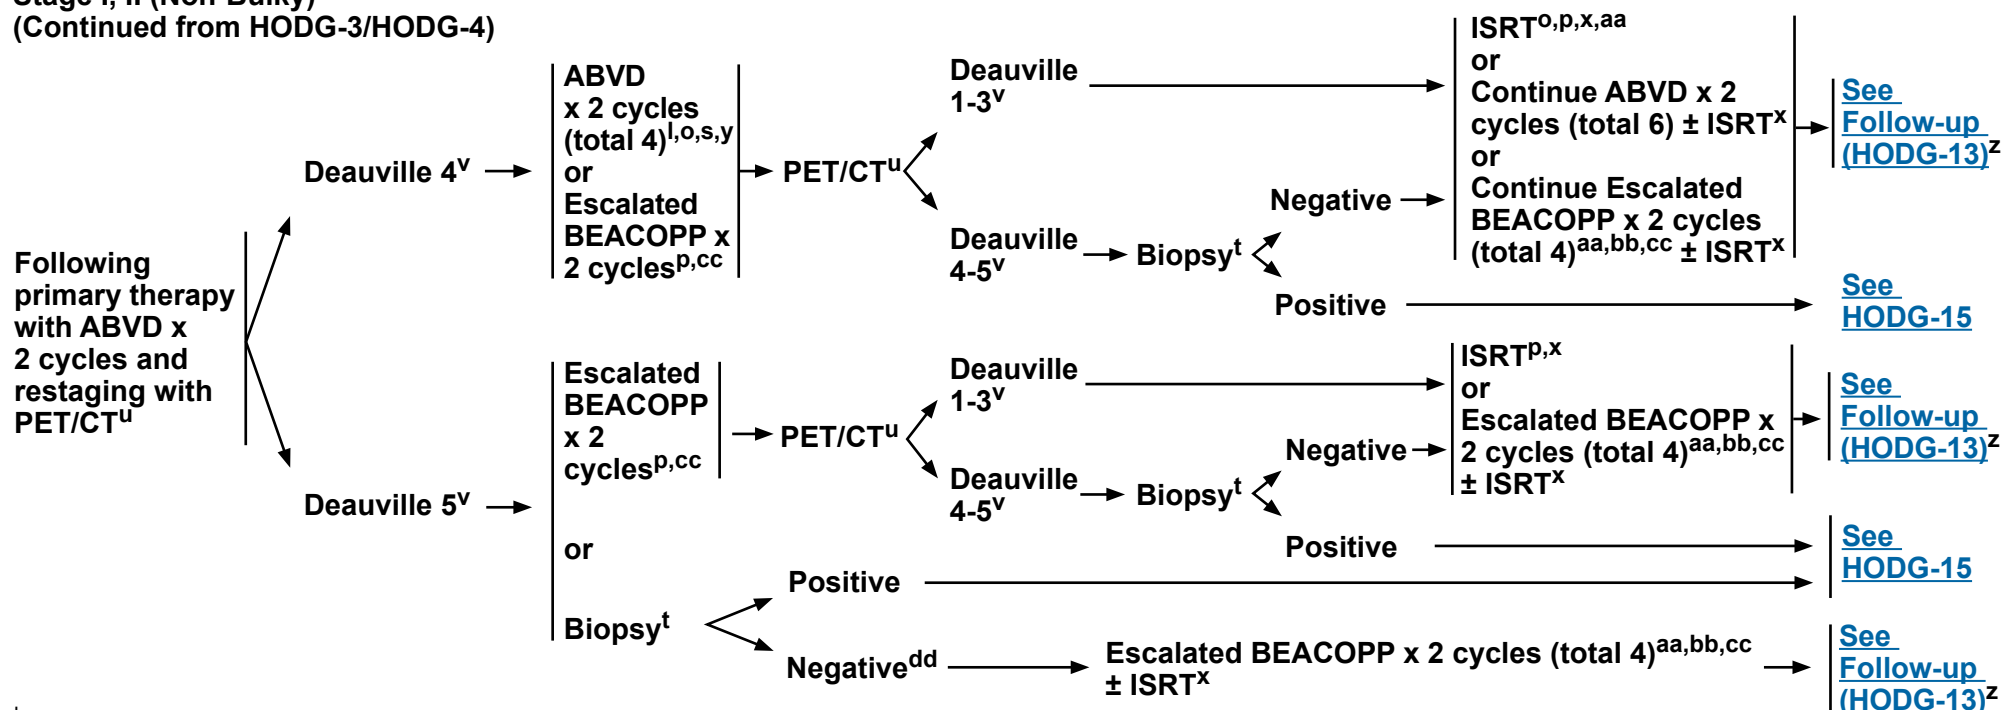 Stage I, II (Non-Bulky)
(Continued from HODG-3/HODG-4)
Following
primary therapy
with ABVD x
2 cycles and
restaging with
PET/CTu
Deauville 4v
ABVD
x 2 cycles
(total 4)l,o,s,y
or
Escalated
BEACOPP x
2 cyclesp,cc
PET/CTu
Deauville
1-3v
Deauville
4-5v
Biopsyt
Negative
Positive
ISRTo,p,x,aa
or
Continue ABVD x 2
cycles (total 6) ± ISRTx
or
Continue Escalated
BEACOPP x 2 cycles
(total 4)aa,bb,cc ± ISRTx
See
Follow-up
(HODG-13)z
See
HODG-15
Deauville 5v
Escalated
BEACOPP
x 2
cyclesp,cc
or
Biopsyt
PET/CTu
Deauville
1-3v
Deauville
4-5v
Biopsyt
Negative
Positive
ISRTp,x
or
Escalated BEACOPP x
2 cycles (total 4)aa,bb,cc
± ISRTx
See
Follow-up
(HODG-13)z
See
HODG-15
Positive
Negativedd
Escalated BEACOPP x 2 cycles (total 4)aa,bb,cc
± ISRTx
See
Follow-up
(HODG-13)z